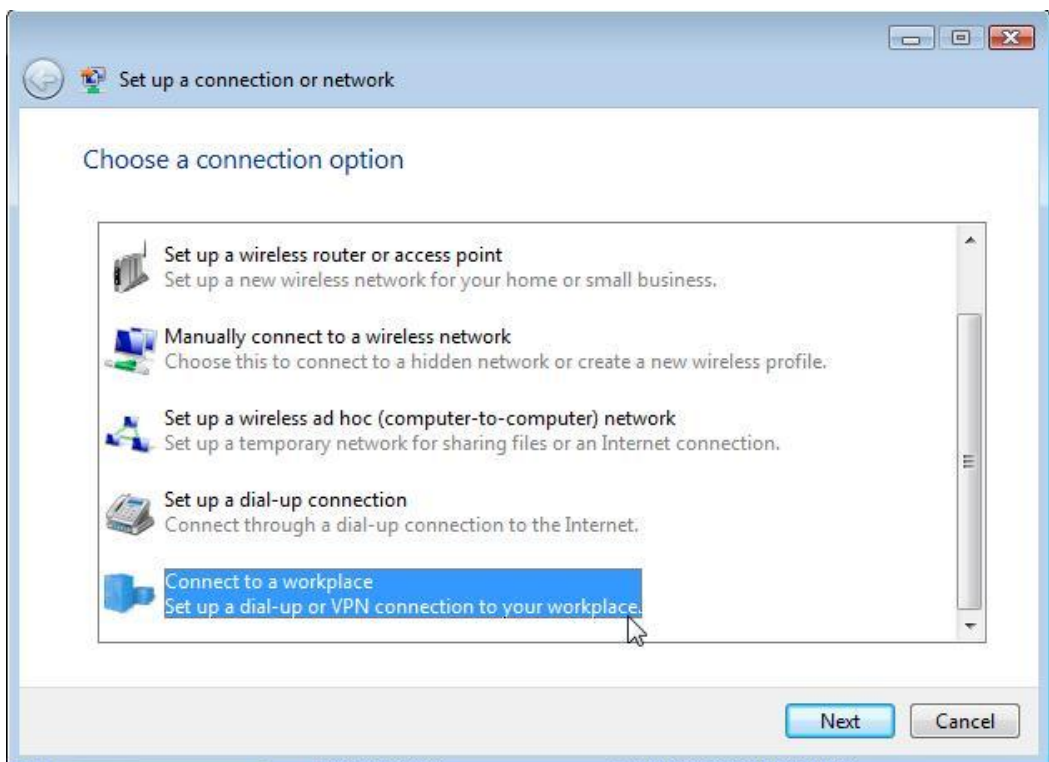 Set up a connection or network
Choose a connection option
Set up a wireless router or access point
Set up a new wireless network for your home or small business.
Manually connect to a wireless network
Choose this to connect to a hidden network or create a new wireless profile.
Set up a wireless ad hoc (computer-to-computer) network
Set up a temporary network for sharing files or an Internet connection.
Set up a dial-up connection
Connect through a dial-up connection to the Internet.
Connect to a workplace
Set up a dial-up or VPN connection to your workplace.
Next
Cancel